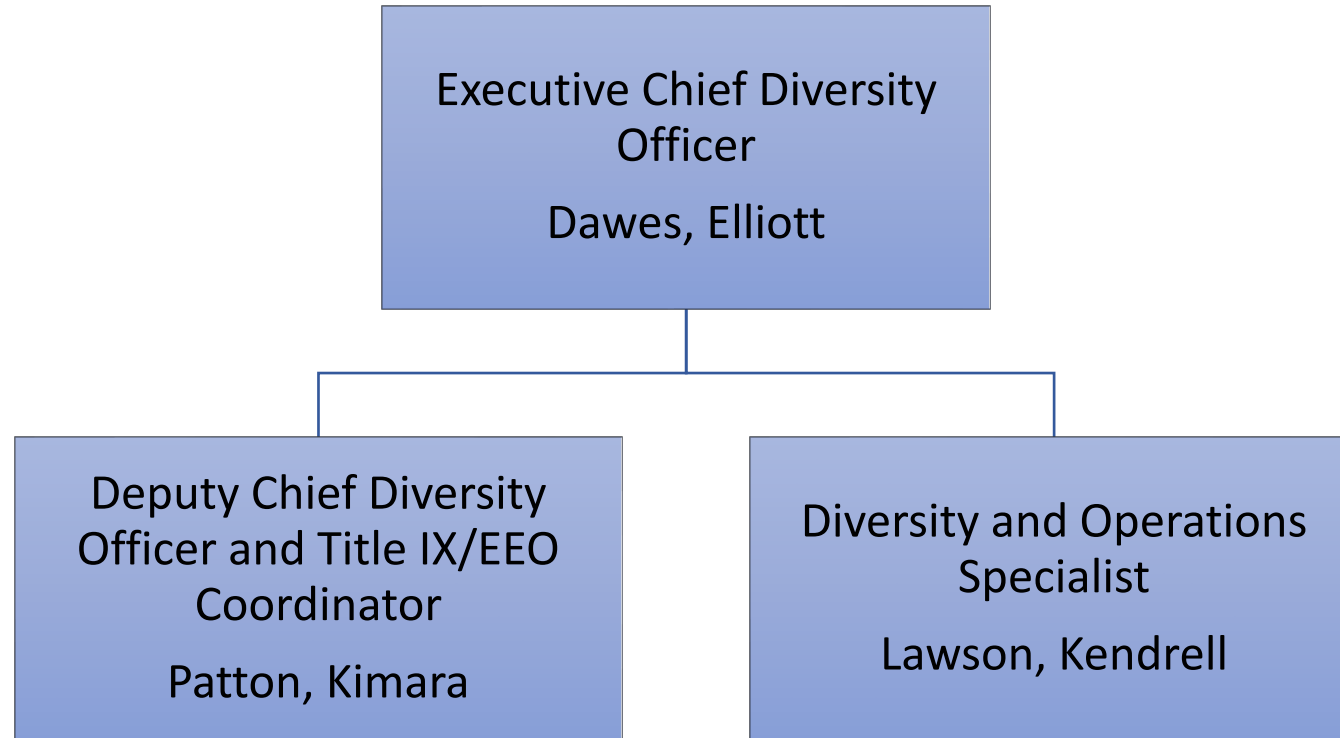 Executive Chief Diversity
Officer
Dawes, Elliott
Deputy Chief Diversity
Officer and Title IX/EEO
Coordinator
Patton, Kimara
Diversity and Operations
Specialist
Lawson, Kendrell